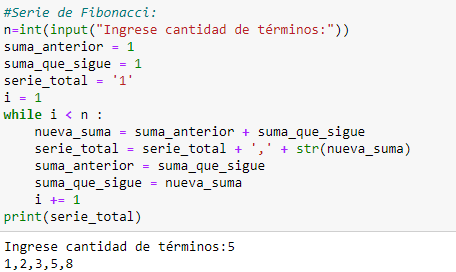 #Serie de Fibonacci:
n=int(input("Ingrese cantidad de términos:"))
suma_anterior = 1
suma_que_sigue = 1
serie_total = '1'
i = 1
while i < n :
    nueva_suma = suma_anterior + suma_que_sigue
    serie_total = serie_total + ',' + str(nueva_suma)
    suma_anterior = suma_que_sigue
    suma_que_sigue = nueva_suma
    i += 1
print(serie_total)
Ingrese cantidad de términos:5
1,2,3,5,8